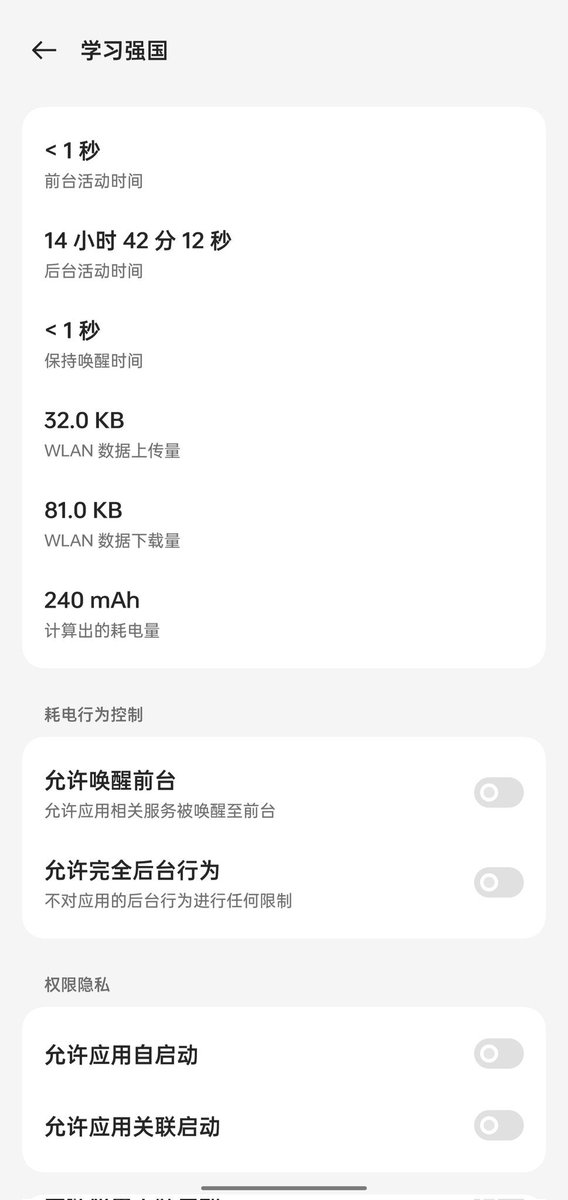 学习强国
< 1 秒
前台活动时间
14 小时 42 分 12 秒
后台活动时间
< 1 秒
保持唤醒时间
32.0 KB
WLAN 数据上传量
81.0 KB
WLAN 数据下载量
240 mAh
计算出的耗电量
耗电行为控制
允许唤醒前台
允许应用相关服务被唤醒至前台
允许完全后台行为
不对应用的后台行为进行任何限制
权限隐私
允许应用自启动
允许应用关联启动